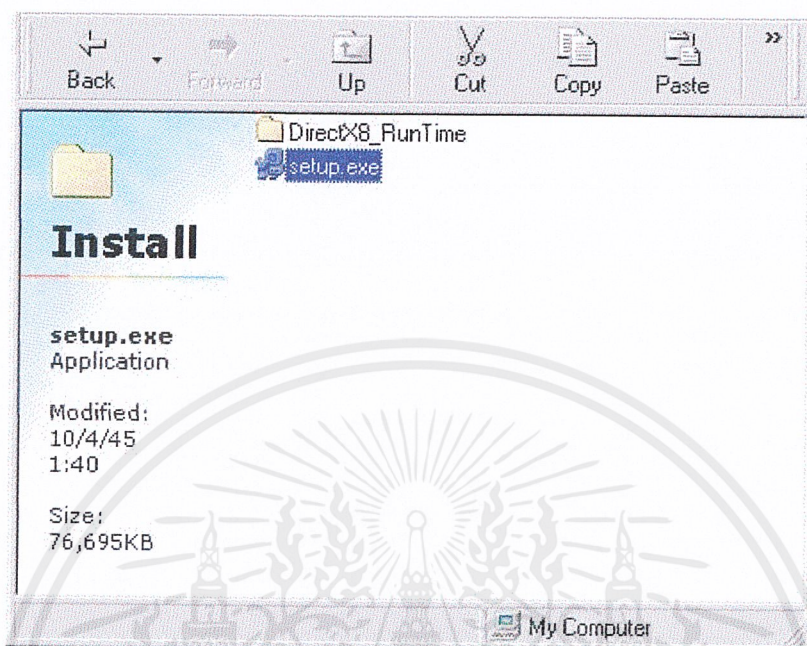 Back Forward Up Cut Copy Paste »
DirectX8_RunTime
setup.exe
Install
setup.exe
Application
Modified:
10/4/45
1:40
Size:
76,695KB
My Computer